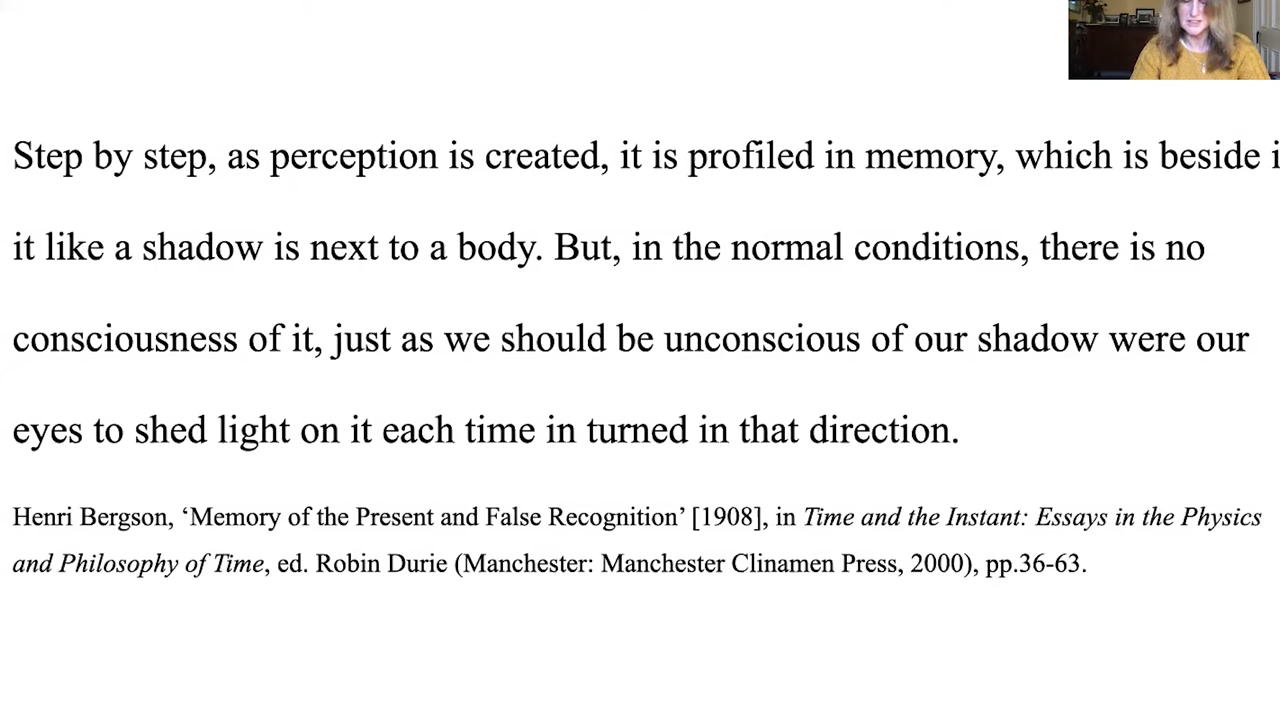 Step by step, as perception is created, it is profiled in memory, which is beside i
it like a shadow is next to a body. But, in the normal conditions, there is no
consciousness of it, just as we should be unconscious of our shadow were our
eyes to shed light on it each time in turned in that direction.
Henri Bergson, ‘Memory of the Present and False Recognition’ [1908], in Time and the Instant: Essays in the Physics
and Philosophy of Time, ed. Robin Durie (Manchester: Manchester Clinamen Press, 2000), pp.36-63.